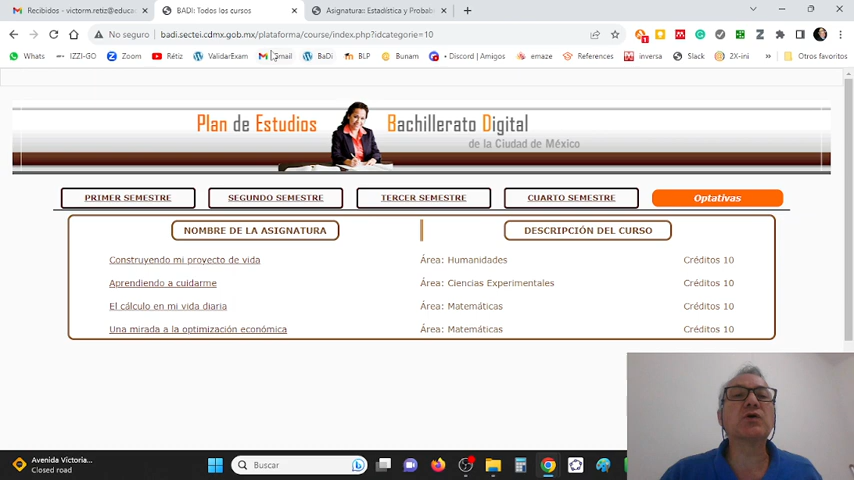 Recibidos - victorm.retiz@educa
BADI: Todos los cursos
Asignatura: Estadística y Probab
No seguro
badi.sectei.cdmx.gob.mx/plataforma/course/index.php?idcategorie=10
Whats
IZZI-GO
Zoom
Rétiz
ValidarExam
Gmail
BaDi
BLP
Bunam
• Discord | Amigos
emaze
References
inversa
Slack
2X-ini
»
Otros favoritos
Plan de Estudios
Bachillerato Digital
de la Ciudad de México
PRIMER SEMESTRE
SEGUNDO SEMESTRE
TERCER SEMESTRE
CUARTO SEMESTRE
Optativas
NOMBRE DE LA ASIGNATURA
DESCRIPCIÓN DEL CURSO
Construyendo mi proyecto de vida Área: Humanidades Créditos 10
Aprendiendo a cuidarme Área: Ciencias Experimentales Créditos 10
El cálculo en mi vida diaria Área: Matemáticas Créditos 10
Una mirada a la optimización económica Área: Matemáticas Créditos 10
Avenida Victoria...
Closed road
Buscar